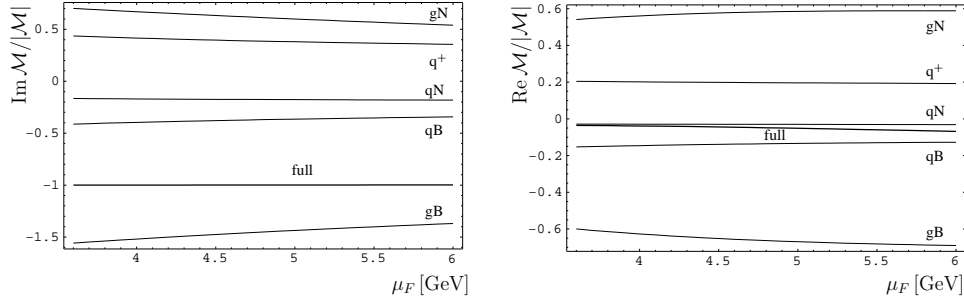 Im M/|M|
0.5
0
-0.5
-1
-1.5
gN
q+
qN
qB
full
gB
4
4.5
5
5.5
6
μF [GeV]
Re M/|M|
0.6
0.4
0.2
0
-0.2
-0.4
-0.6
gN
q+
qN
full
qB
gB
4
4.5
5
5.5
6
μF [GeV]